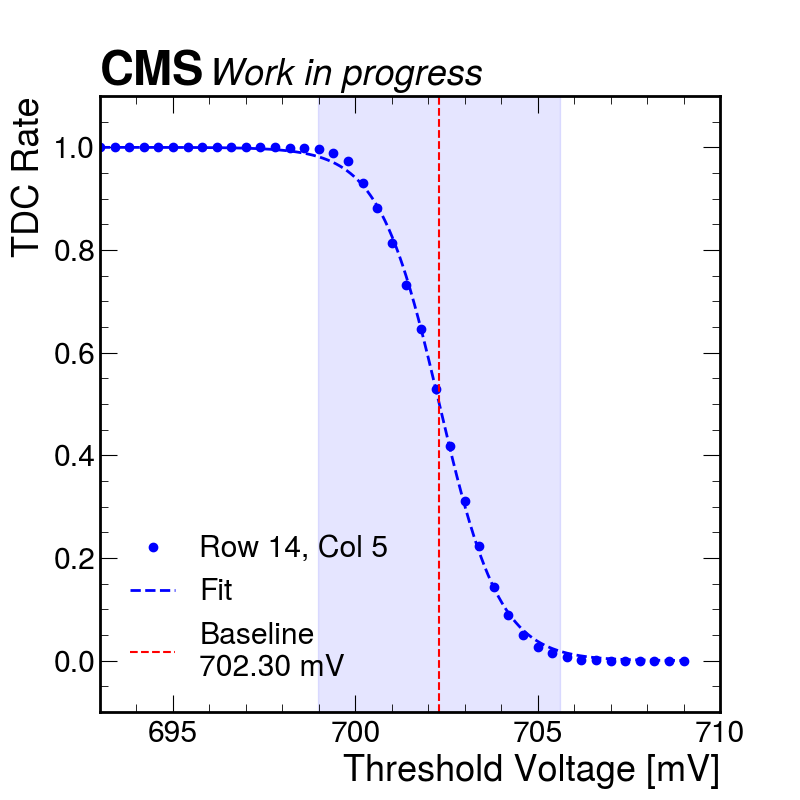 CMS Work in progress
TDC Rate
1.0
0.8
0.6
0.4
0.2
0.0
Row 14, Col 5
Fit
Baseline
702.30 mV
695 700 705 710
Threshold Voltage [mV]